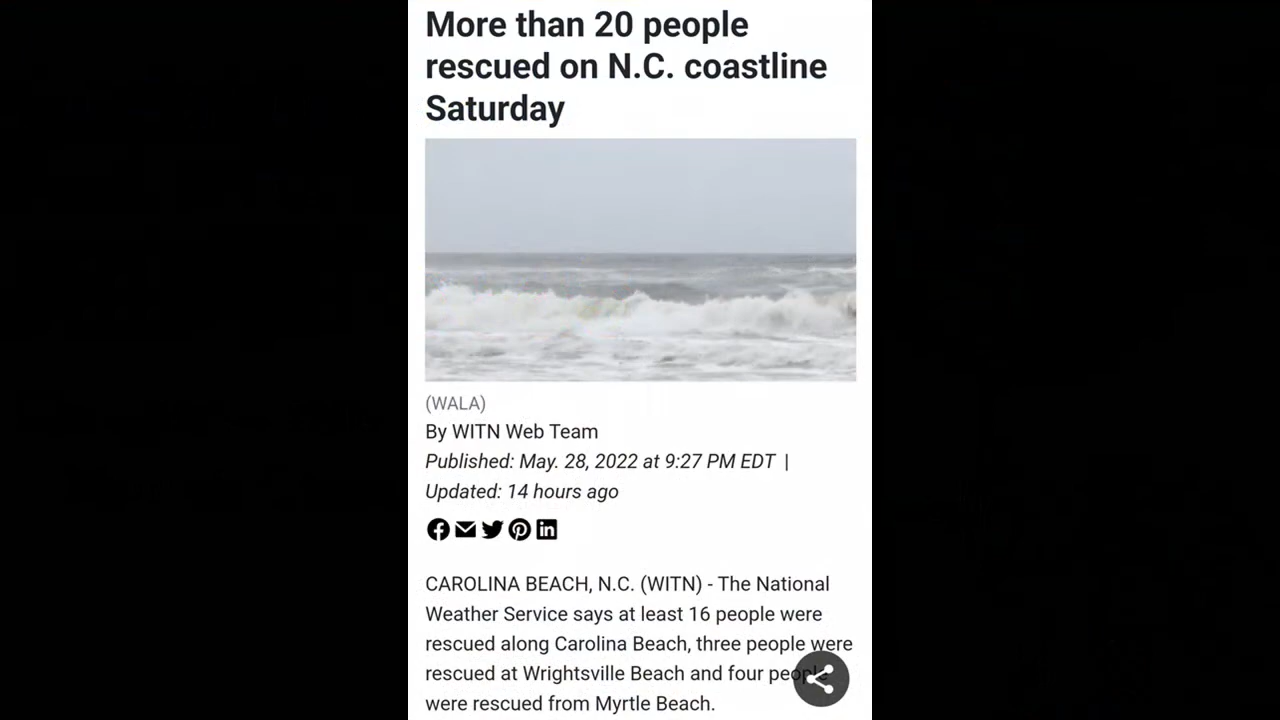 More than 20 people
rescued on N.C. coastline
Saturday
(WALA)
By WITN Web Team
Published: May. 28, 2022 at 9:27 PM EDT |
Updated: 14 hours ago
CAROLINA BEACH, N.C. (WITN) - The National
Weather Service says at least 16 people were
rescued along Carolina Beach, three people were
rescued at Wrightsville Beach and four people
were rescued from Myrtle Beach.